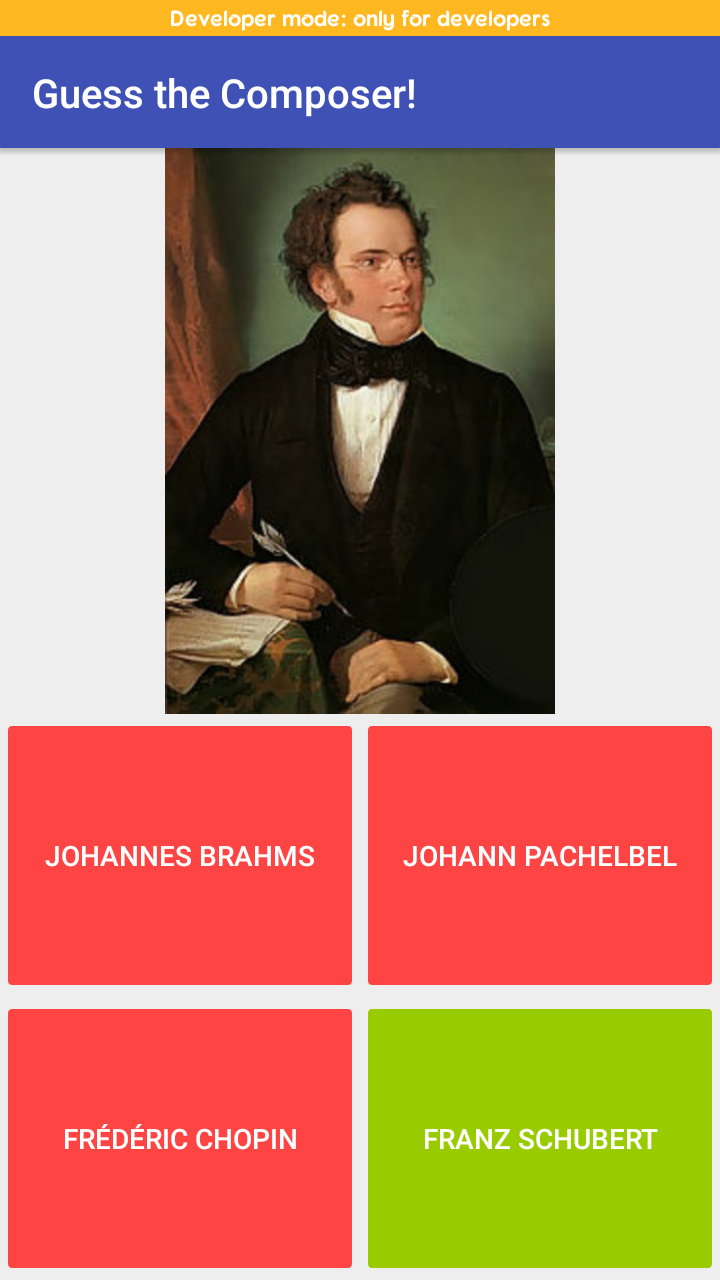 Developer mode: only for developers
Guess the Composer!
JOHANNES BRAHMS
JOHANN PACHELBEL
FRÉDÉRIC CHOPIN
FRANZ SCHUBERT